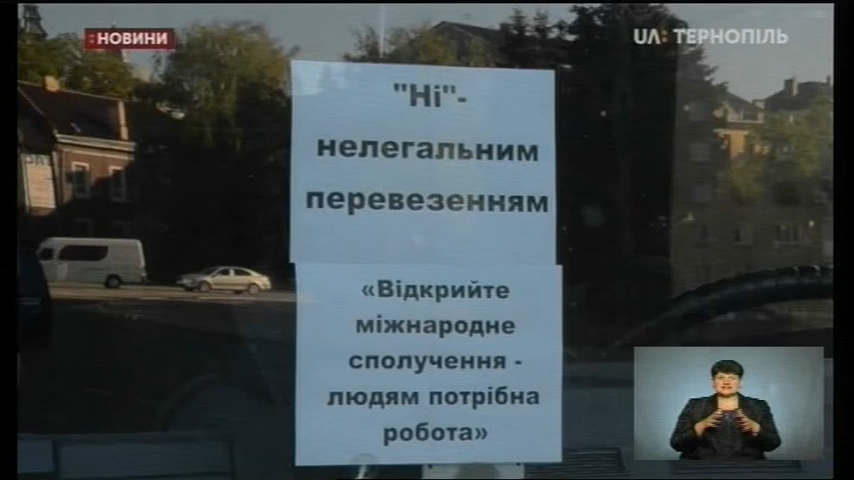 НОВИНИ
UA: ТЕРНОПІЛЬ
"Ні"-
нелегальним
перевезенням
«Відкрийте
міжнародне
сполучення -
людям потрібна
робота»